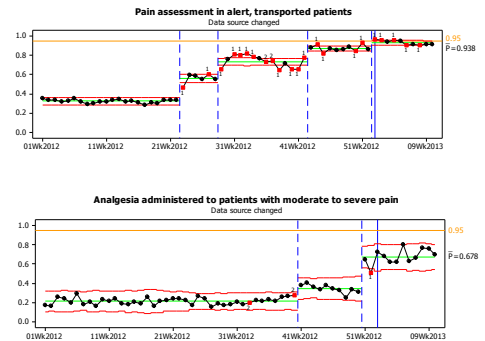 Pain assessment in alert, transported patients
Data source changed
1.0
0.95
0.8
P=0.938
0.6
0.4
0.2
0.0
01Wk2012 11Wk2012 21Wk2012 31Wk2012 41Wk2012 51Wk2012 09Wk2013
Analgesia administered to patients with moderate to severe pain
Data source changed
1.0
0.95
0.8
P=0.678
0.6
0.4
0.2
0.0
01Wk2012 11Wk2012 21Wk2012 31Wk2012 41Wk2012 51Wk2012 09Wk2013